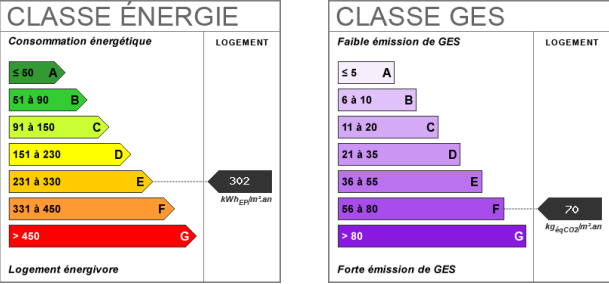 CLASSE ÉNERGIE
Consommation énergétique
LOGEMENT
≤ 50 A
51 à 90 B
91 à 150 C
151 à 230 D
231 à 330 E
302
kWhEP/m².an
331 à 450 F
> 450 G
Logement énergivore
CLASSE GES
Faible émission de GES
LOGEMENT
≤ 5 A
6 à 10 B
11 à 20 C
21 à 35 D
36 à 55 E
56 à 80 F
70
kgéqCO2/m².an
> 80 G
Forte émission de GES